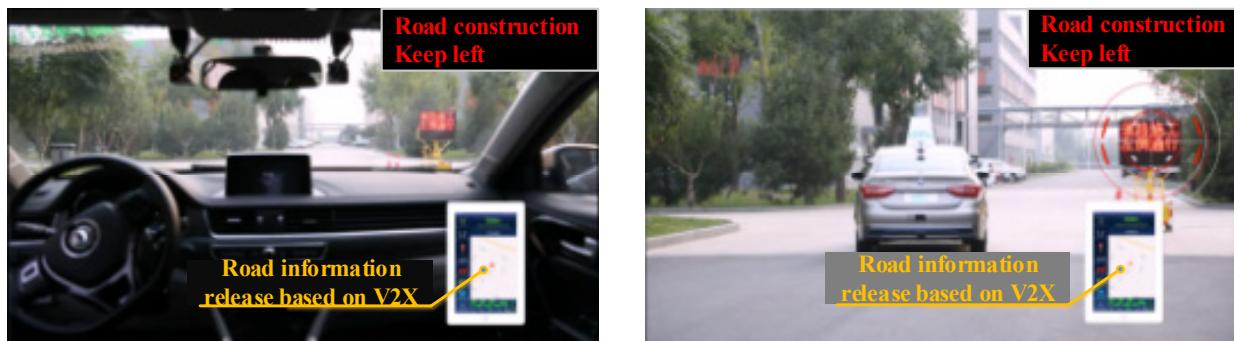 Road construction
Keep left
Road information
release based on V2X
Road construction
Keep left
Road information
release based on V2X